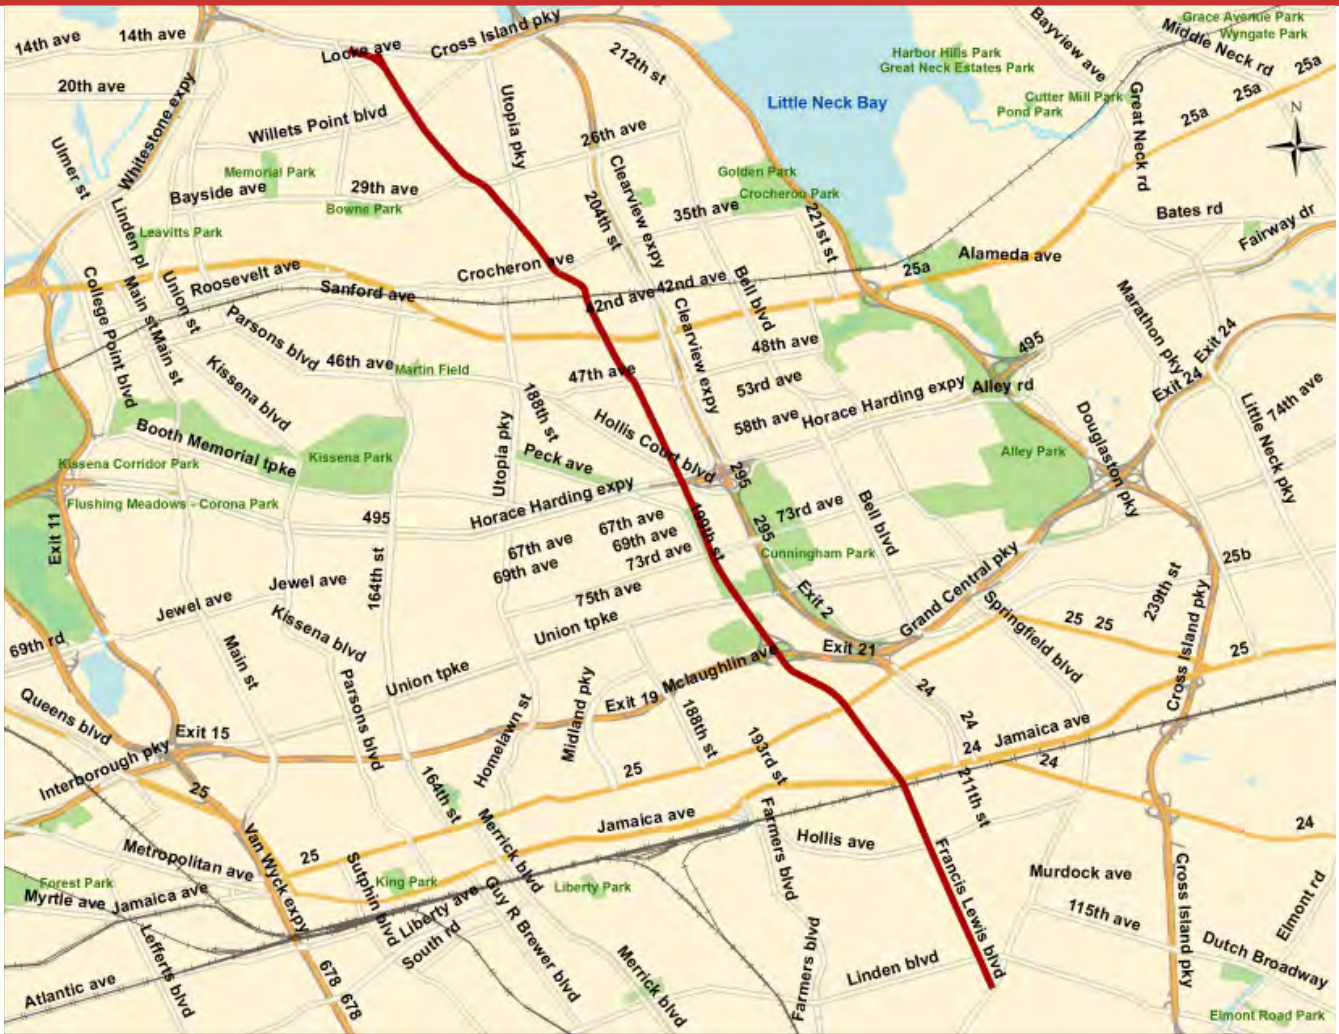 Cross Island pky
Bayview ave
Grace Avenue Park
Wyngate Park
Middle Neck rd
14th ave
14th ave
Locke ave
212th st
Harbor Hills Park
Great Neck Estates Park
25a
20th ave
Whitestone expy
Utopia pky
Little Neck Bay
Cutter Mill Park
Pond Park
Great Neck rd
25a
25a
N
Willets Point blvd
26th ave
Ulmer st
Memorial Park
Clearview expy
Golden Park
Bayside ave
29th ave
Bowne Park
204th st
35th ave
Crocheron Park
221st st
Bates rd
Fairway dr
Linden pl
Leavitts Park
Alameda ave
Roosevelt ave
Crocheron ave
25a
College Point blvd
Main st
Union st
Sanford ave
42nd ave
42nd ave
Bell blvd
Marathon pky
Parsons blvd
Clearview expy
48th ave
495
Exit 24
Main st
Kissena blvd
46th ave
Martin Field
47th ave
53rd ave
Horace Harding expy
Alley rd
Exit 24
74th ave
188th st
58th ave
Little Neck pky
Booth Memorial tpke
Hollis Court blvd
Douglaston pky
Kissena Corridor Park
Kissena Park
Utopia pky
Peck ave
Alley Park
Flushing Meadows - Corona Park
Horace Harding expy
295
Bell blvd
Exit 11
495
67th ave
199th st
295
73rd ave
67th ave
69th ave
73rd ave
Cunningham Park
69th ave
25b
Jewel ave
164th st
75th ave
Exit 2
Grand Central pky
239th st
Jewel ave
Kissena blvd
Union tpke
Springfield blvd
25
25
69th rd
Main st
Union tpke
Mclaughlin ave
Exit 21
Cross Island pky
25
Queens blvd
Parsons blvd
Homelawn st
Midland pky
Exit 19
188th st
24
24
Exit 15
193rd st
24
Jamaica ave
Interborough pky
25
164th st
25
24
211th st
Van Wyck expy
Merrick blvd
Jamaica ave
Farmers blvd
Hollis ave
Francis Lewis blvd
24
Metropolitan ave
25
Sutphin blvd
Murdock ave
Cross Island pky
Elmont rd
Forest Park
King Park
Liberty Park
Myrtle ave
Jamaica ave
Liberty ave
Guy R Brewer blvd
115th ave
Lefferts blvd
South rd
Farmers blvd
Dutch Broadway
Atlantic ave
678
678
Merrick blvd
Linden blvd
Elmont Road Park